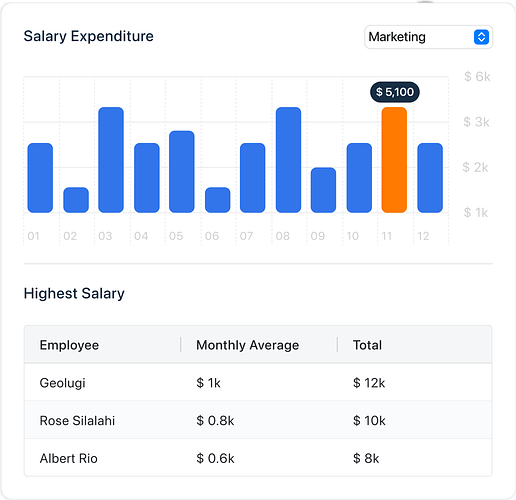 Salary Expenditure
Marketing
$ 5,100
$ 6k
$ 3k
$ 2k
$ 1k
01 02 03 04 05 06 07 08 09 10 11 12
Highest Salary
Employee Monthly Average Total
Geolugi $ 1k $ 12k
Rose Silalahi $ 0.8k $ 10k
Albert Rio $ 0.6k $ 8k